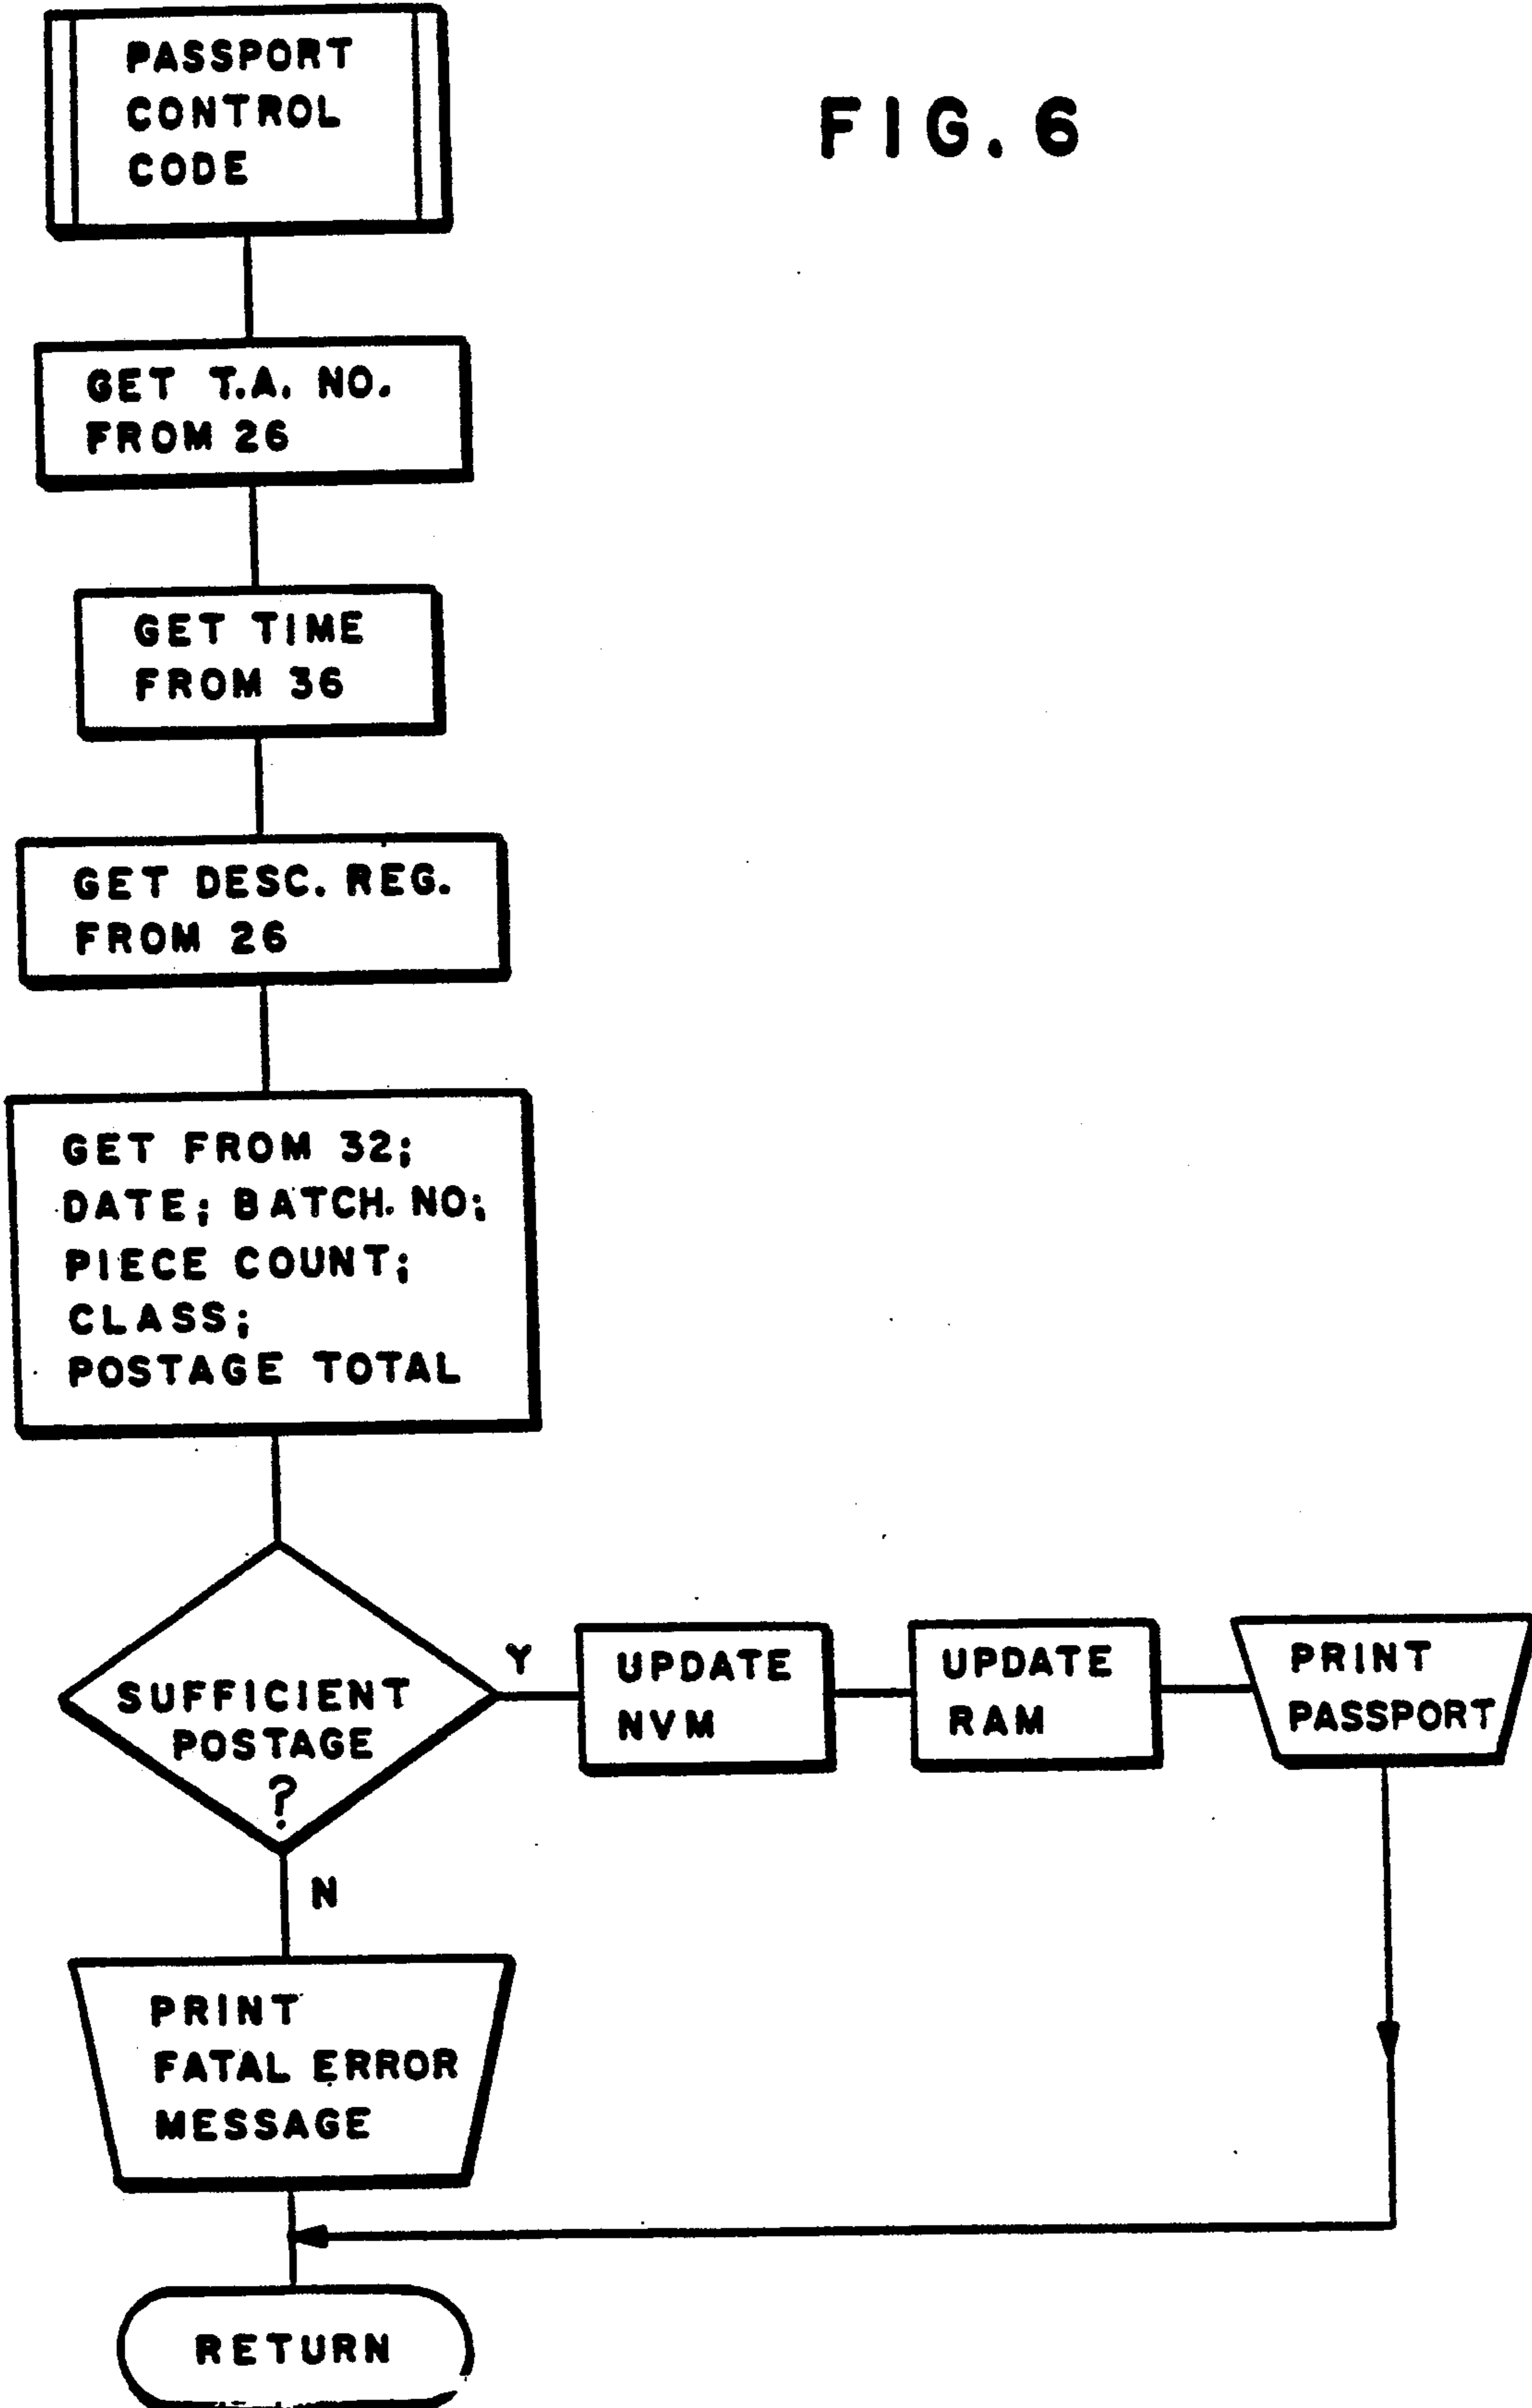 PASSPORT
CONTROL
CODE
FIG. 6
GET T.A. NO.
FROM 26
GET TIME
FROM 36
GET DESC. REG.
FROM 26
GET FROM 32;
DATE; BATCH. NO;
PIECE COUNT;
CLASS;
POSTAGE TOTAL
SUFFICIENT
POSTAGE
?
Y
UPDATE
NVM
UPDATE
RAM
PRINT
PASSPORT
N
PRINT
FATAL ERROR
MESSAGE
RETURN